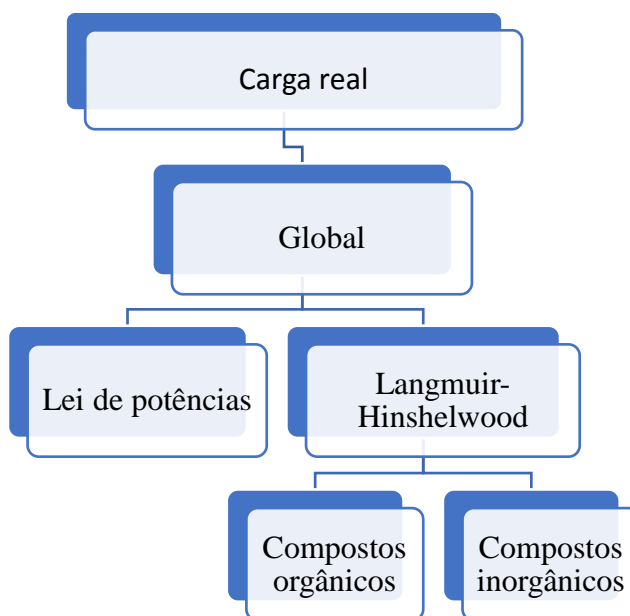 Carga real
Global
Lei de potências
Langmuir-
Hinshelwood
Compostos
orgânicos
Compostos
inorgânicos